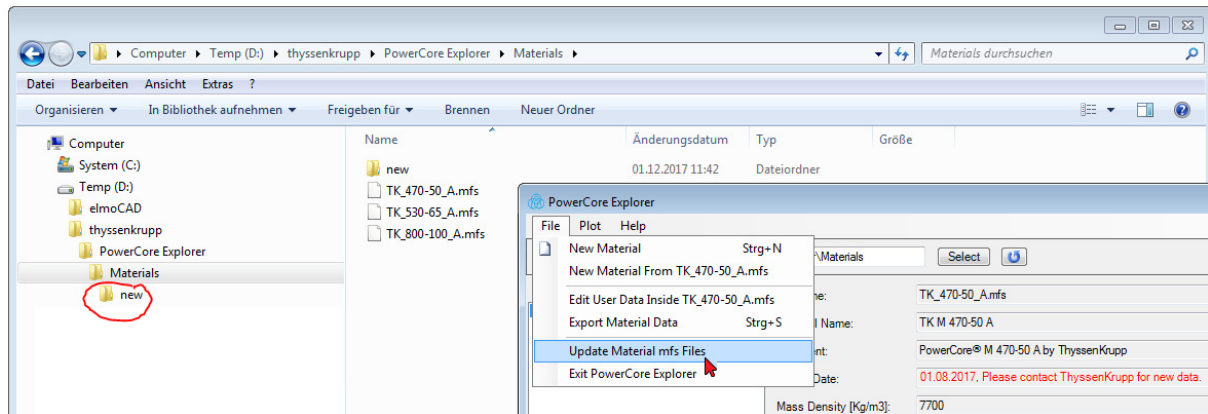 Computer ▸ Temp (D:) ▸ thyssenkrupp ▸ PowerCore Explorer ▸ Materials ▸
Materials durchsuchen
Datei Bearbeiten Ansicht Extras ?
Organisieren In Bibliothek aufnehmen Freigeben für Brennen Neuer Ordner
Computer
System (C:)
Temp (D:)
elmoCAD
thyssenkrupp
PowerCore Explorer
Materials
new
Name Änderungsdatum Typ Größe
new 01.12.2017 11:42 Dateiordner
TK_470-50_A.mfs
TK_530-65_A.mfs
TK_800-100_A.mfs
PowerCore Explorer
File Plot Help
New Material Strg+N
New Material From TK_470-50_A.mfs
Edit User Data Inside TK_470-50_A.mfs
Export Material Data Strg+S
Update Material mfs Files
Exit PowerCore Explorer
\Materials Select
TK_470-50_A.mfs
Name: TK M 470-50 A
PowerCore® M 470-50 A by ThyssenKrupp
Date: 01.08.2017, Please contact ThyssenKrupp for new data.
Mass Density [Kg/m3]: 7700